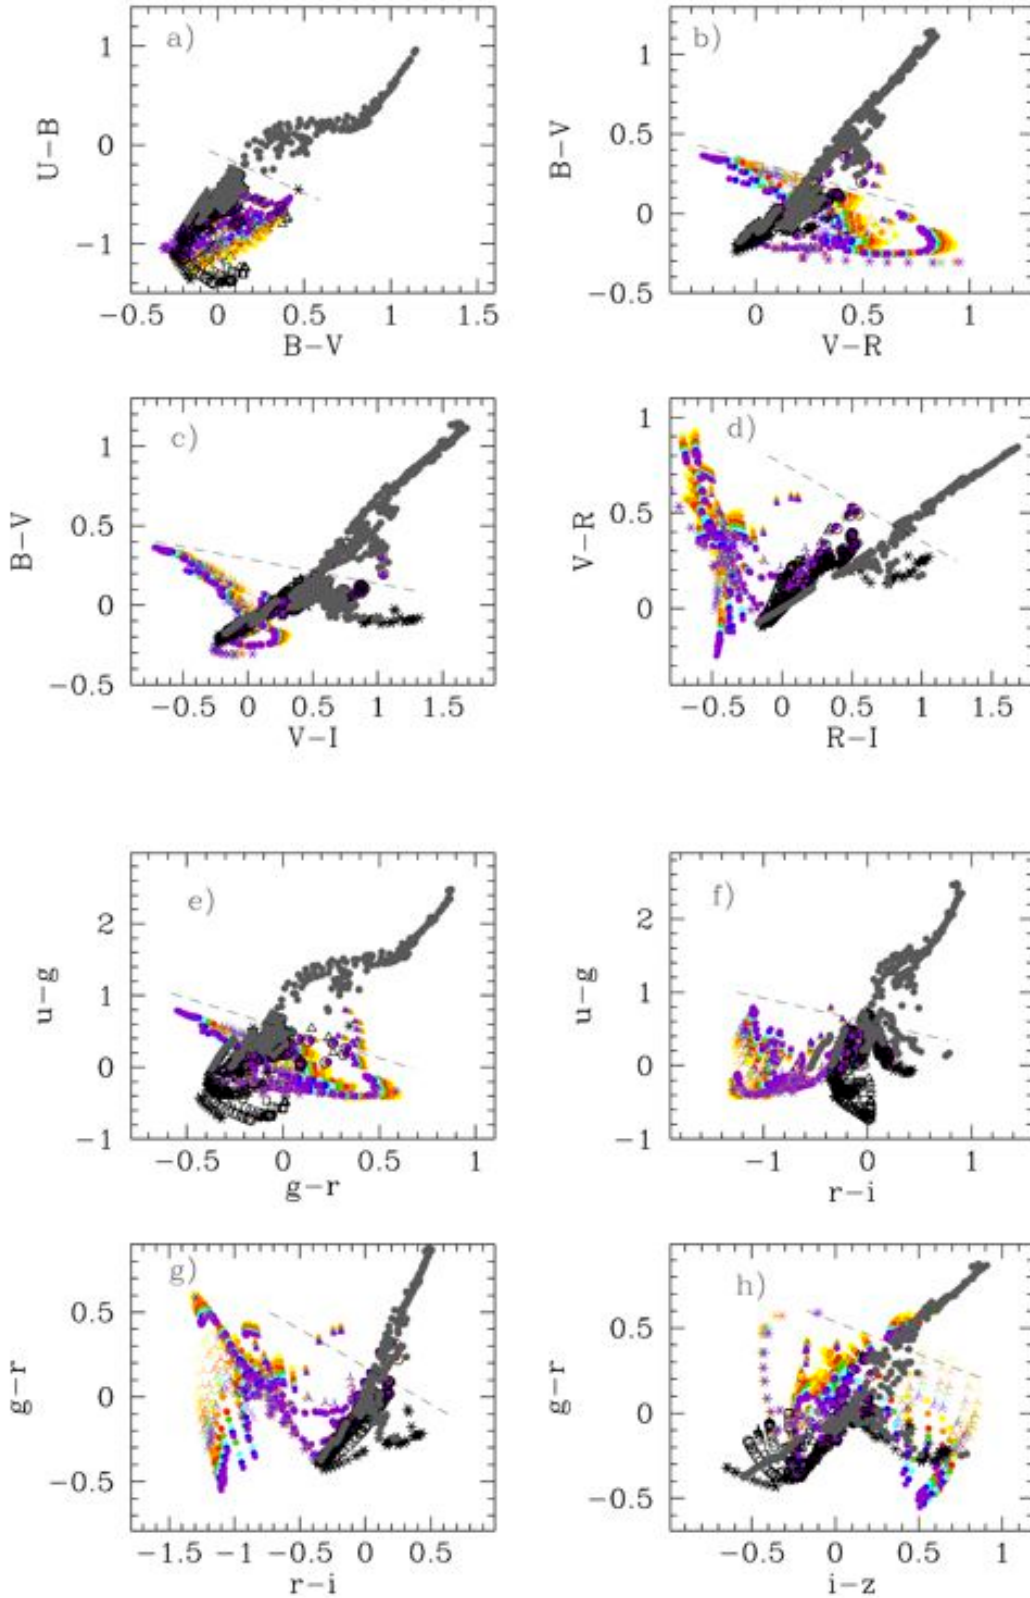 a)
1
0
−1
U−B
−0.5 0 0.5 1 1.5
B−V
b)
1
0.5
0
−0.5
B−V
0 0.5 1
V−R
c)
1
0.5
0
−0.5
B−V
−0.5 0 0.5 1 1.5
V−I
d)
1
0.5
0
V−R
−0.5 0 0.5 1 1.5
R−I
e)
2
1
0
−1
u−g
−0.5 0 0.5 1
g−r
f)
2
1
0
−1
u−g
−1 0 1
r−i
g)
0.5
0
−0.5
g−r
−1.5 −1 −0.5 0 0.5
r−i
h)
0.5
0
−0.5
g−r
−0.5 0 0.5 1
i−z